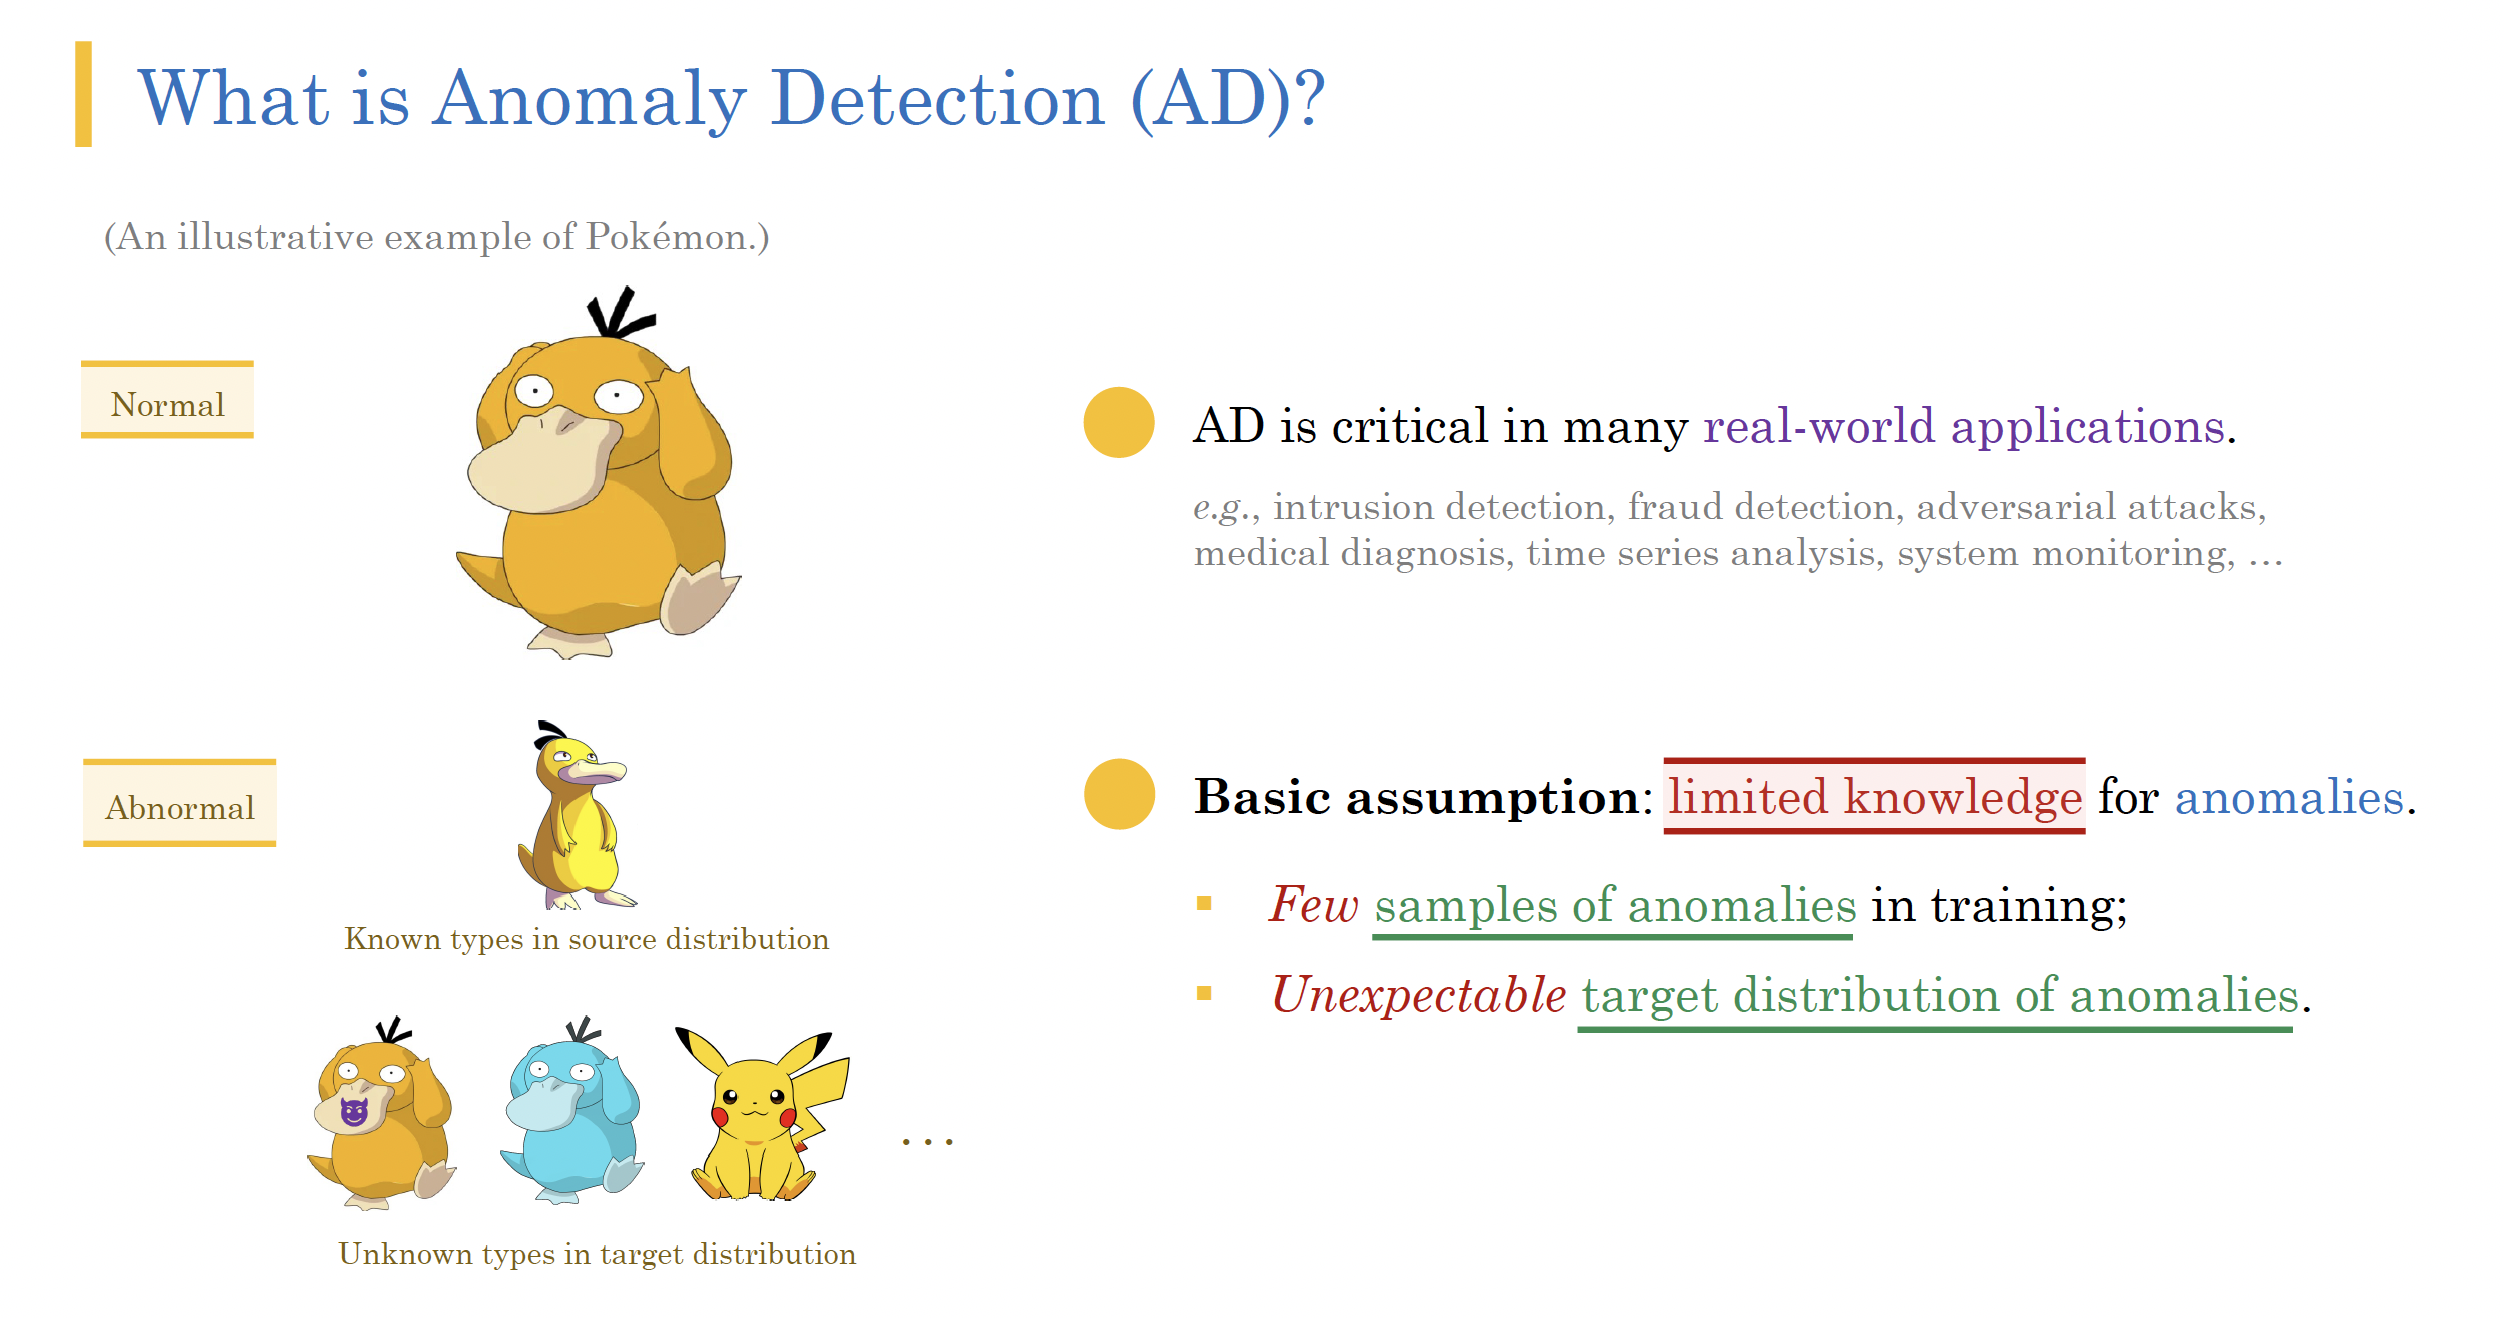 What is Anomaly Detection (AD)?
(An illustrative example of Pokémon.)
Normal
Abnormal
Known types in source distribution
...
Unknown types in target distribution
AD is critical in many real-world applications.
e.g., intrusion detection, fraud detection, adversarial attacks,
medical diagnosis, time series analysis, system monitoring, ...
Basic assumption: limited knowledge for anomalies.
▪ Few samples of anomalies in training;
▪ Unexpectable target distribution of anomalies.